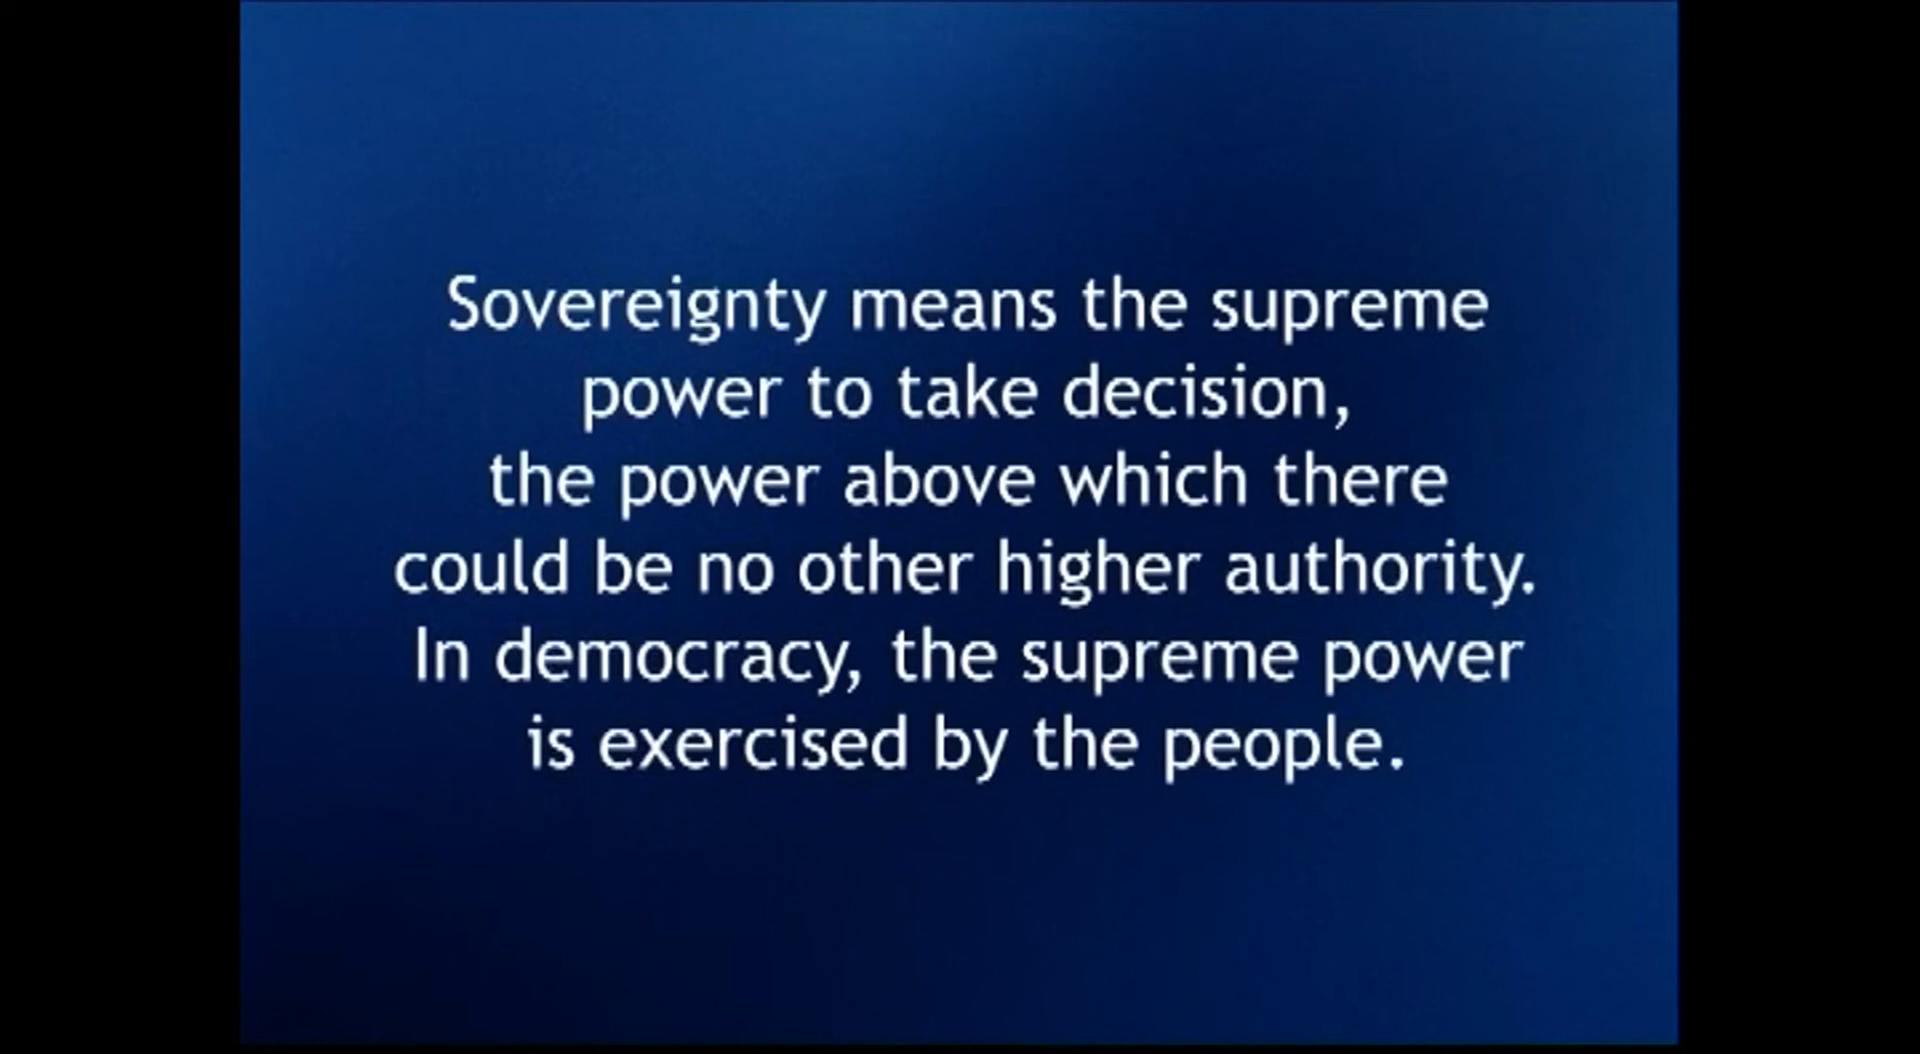 Sovereignty means the supreme
power to take decision,
the power above which there
could be no other higher authority.
In democracy, the supreme power
is exercised by the people.